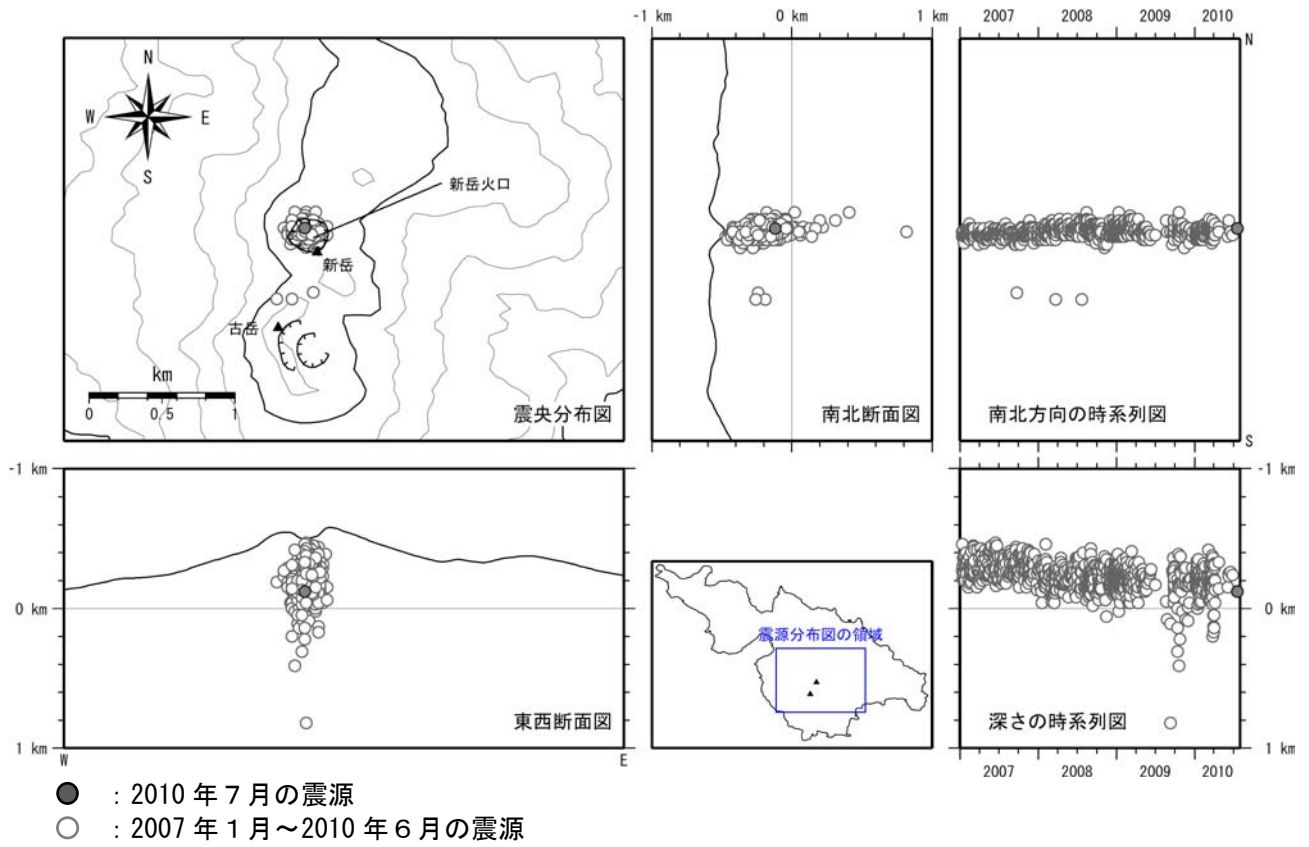 -1 km 0 km 1 km
2007 2008 2009 2010
N
W E
S
新岳火口
新岳
古岳
km
0 0.5 1
震央分布図
南北断面図
南北方向の時系列図
N
S
-1 km
0 km
1 km
W E
東西断面図
震源分布図の領域
深さの時系列図
-1 km
0 km
1 km
2007 2008 2009 2010
：2010 年７月の震源
：2007 年１月～2010 年６月の震源